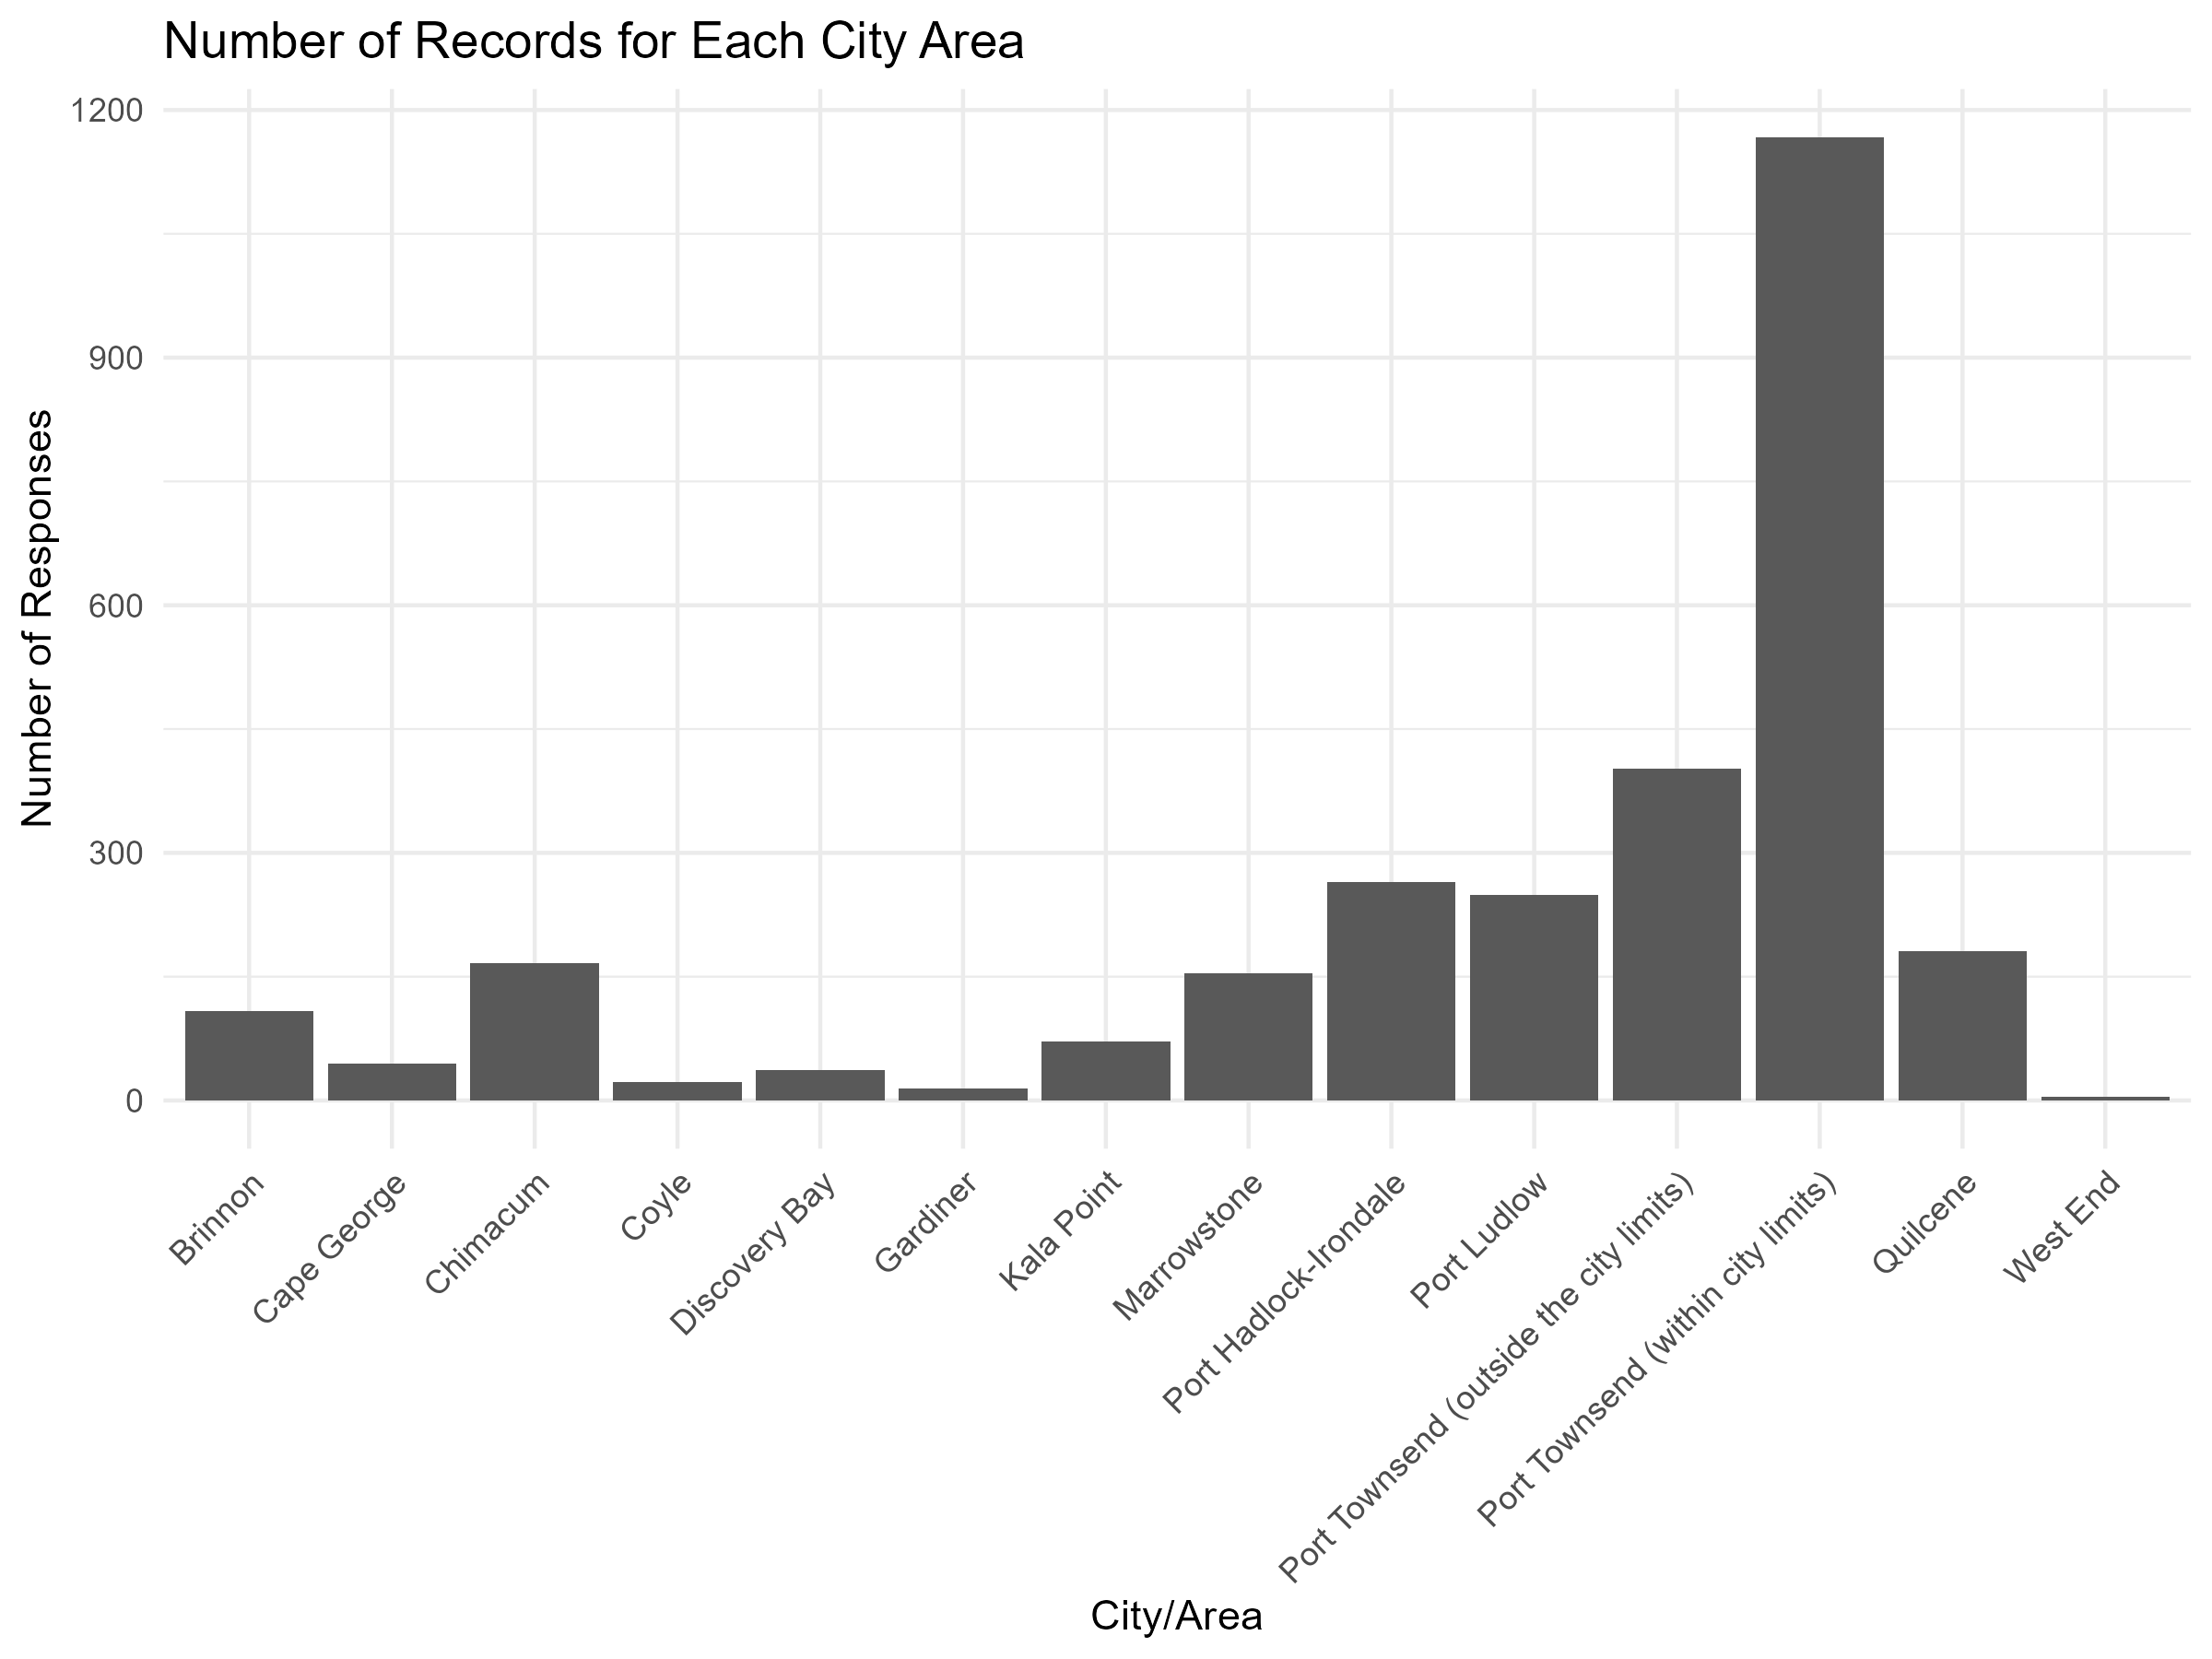 Number of Records for Each City Area
Number of Responses
1200
900
600
300
0
Brinnon
Cape George
Chimacum
Coyle
Discovery Bay
Gardiner
Kala Point
Marrowstone
Port Hadlock-Irondale
Port Ludlow
Port Townsend (outside the city limits)
Port Townsend (within city limits)
Quilcene
West End
City/Area